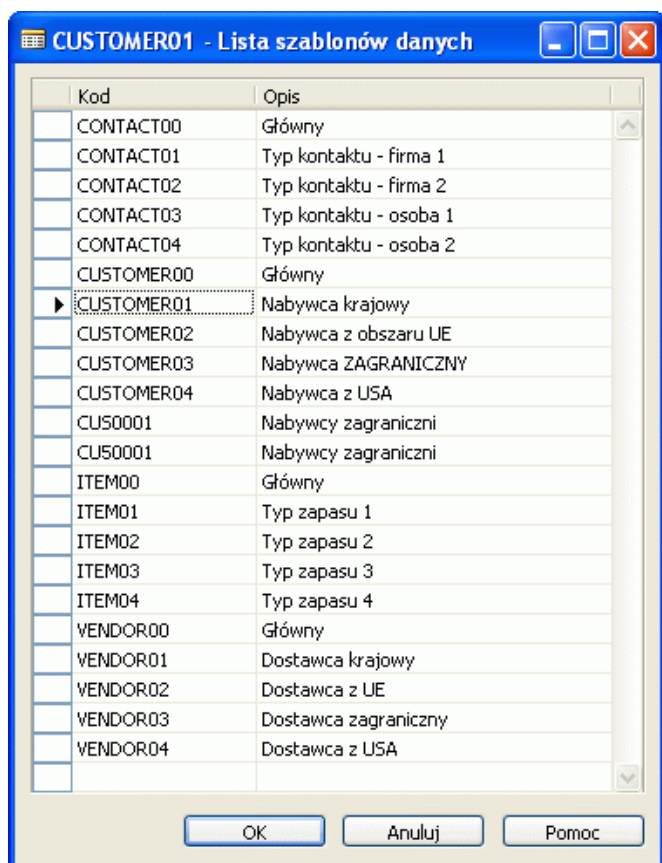 CUSTOMER01 - Lista szablonów danych
Kod Opis
CONTACT00 Główny
CONTACT01 Typ kontaktu - firma 1
CONTACT02 Typ kontaktu - firma 2
CONTACT03 Typ kontaktu - osoba 1
CONTACT04 Typ kontaktu - osoba 2
CUSTOMER00 Główny
CUSTOMER01 Nabywca krajowy
CUSTOMER02 Nabywca z obszaru UE
CUSTOMER03 Nabywca ZAGRANICZNY
CUSTOMER04 Nabywca z USA
CUS0001 Nabywcy zagraniczni
CU50001 Nabywcy zagraniczni
ITEM00 Główny
ITEM01 Typ zapasu 1
ITEM02 Typ zapasu 2
ITEM03 Typ zapasu 3
ITEM04 Typ zapasu 4
VENDOR00 Główny
VENDOR01 Dostawca krajowy
VENDOR02 Dostawca z UE
VENDOR03 Dostawca zagraniczny
VENDOR04 Dostawca z USA
OK Anuluj Pomoc